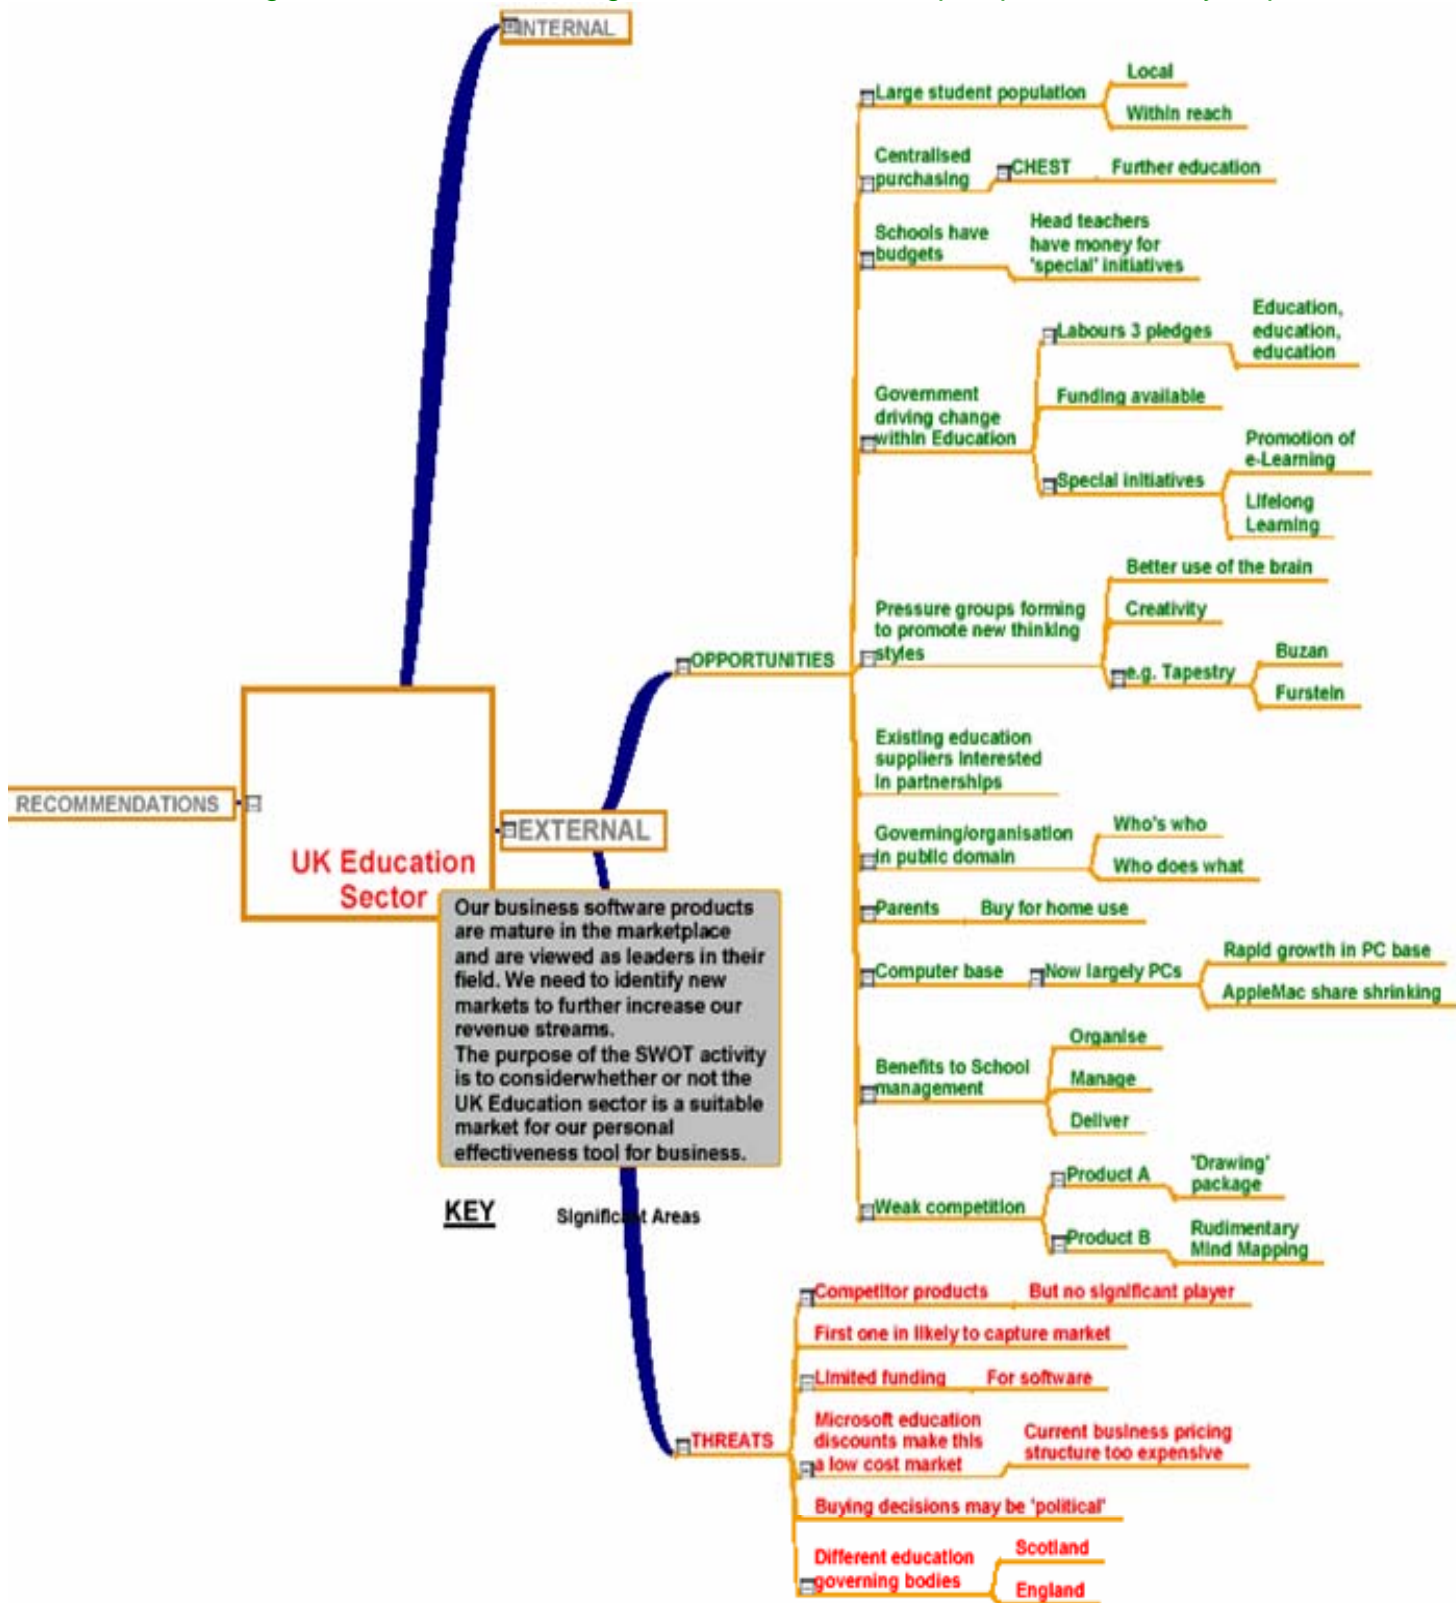 INTERNAL
Large student population
Local
Within reach
Centralised
purchasing
CHEST
Further education
Schools have
budgets
Head teachers
have money for
'special' initiatives
Government
driving change
within Education
Labours 3 pledges
Education,
education,
education
Funding available
Special initiatives
Promotion of
e-Learning
Lifelong
Learning
OPPORTUNITIES
Pressure groups forming
to promote new thinking
styles
Better use of the brain
Creativity
e.g. Tapestry
Buzan
Furstein
Existing education
suppliers interested
in partnerships
Governing/organisation
in public domain
Who's who
Who does what
Parents
Buy for home use
Computer base
Now largely PCs
Rapid growth in PC base
AppleMac share shrinking
Benefits to School
management
Organise
Manage
Deliver
Weak competition
Product A
'Drawing'
package
Product B
Rudimentary
Mind Mapping
RECOMMENDATIONS
UK Education
Sector
EXTERNAL
Our business software products
are mature in the marketplace
and are viewed as leaders in their
field. We need to identify new
markets to further increase our
revenue streams.
The purpose of the SWOT activity
is to considerwhether or not the
UK Education sector is a suitable
market for our personal
effectiveness tool for business.
KEY
Significant Areas
THREATS
Competitor products
But no significant player
First one in likely to capture market
Limited funding
For software
Microsoft education
discounts make this
a low cost market
Current business pricing
structure too expensive
Buying decisions may be 'political'
Different education
governing bodies
Scotland
England